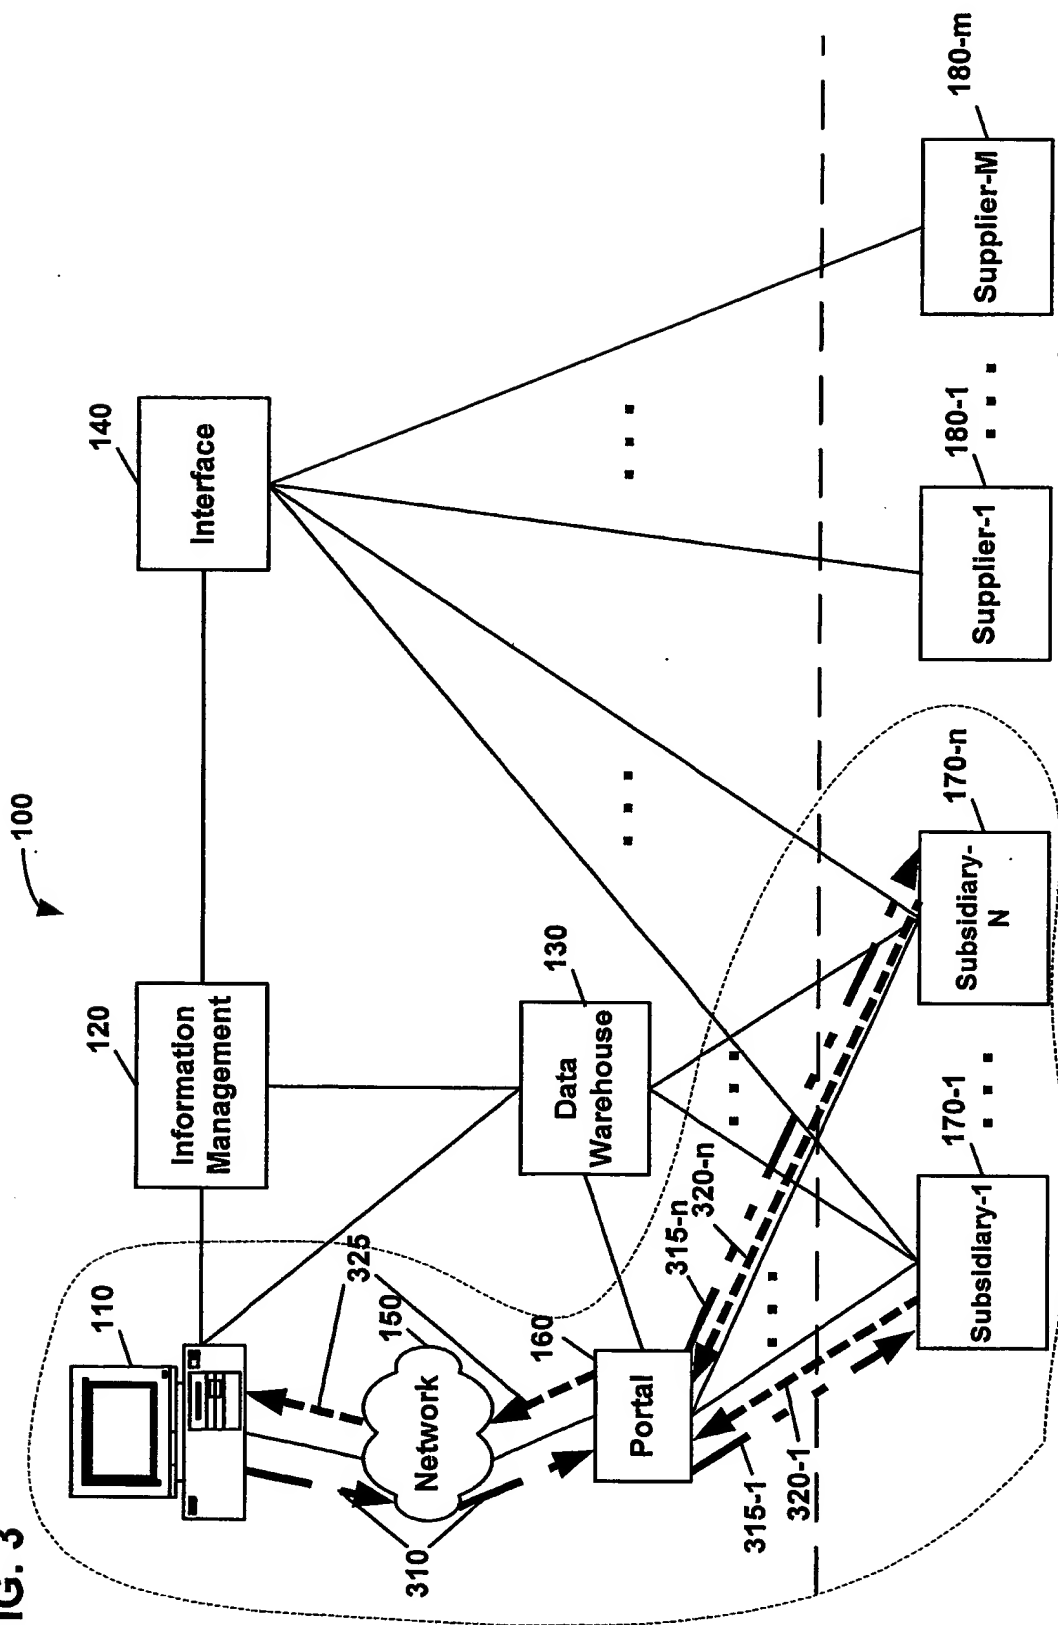 IG. 3
100
110
120
140
Information
Management
Interface
325
310
150
Network
130
Data
Warehouse
160
Portal
315-n
320-n
315-1
320-1
170-1
170-n
180-1
180-m
Subsidiary-1
Subsidiary-
N
Supplier-1
Supplier-M